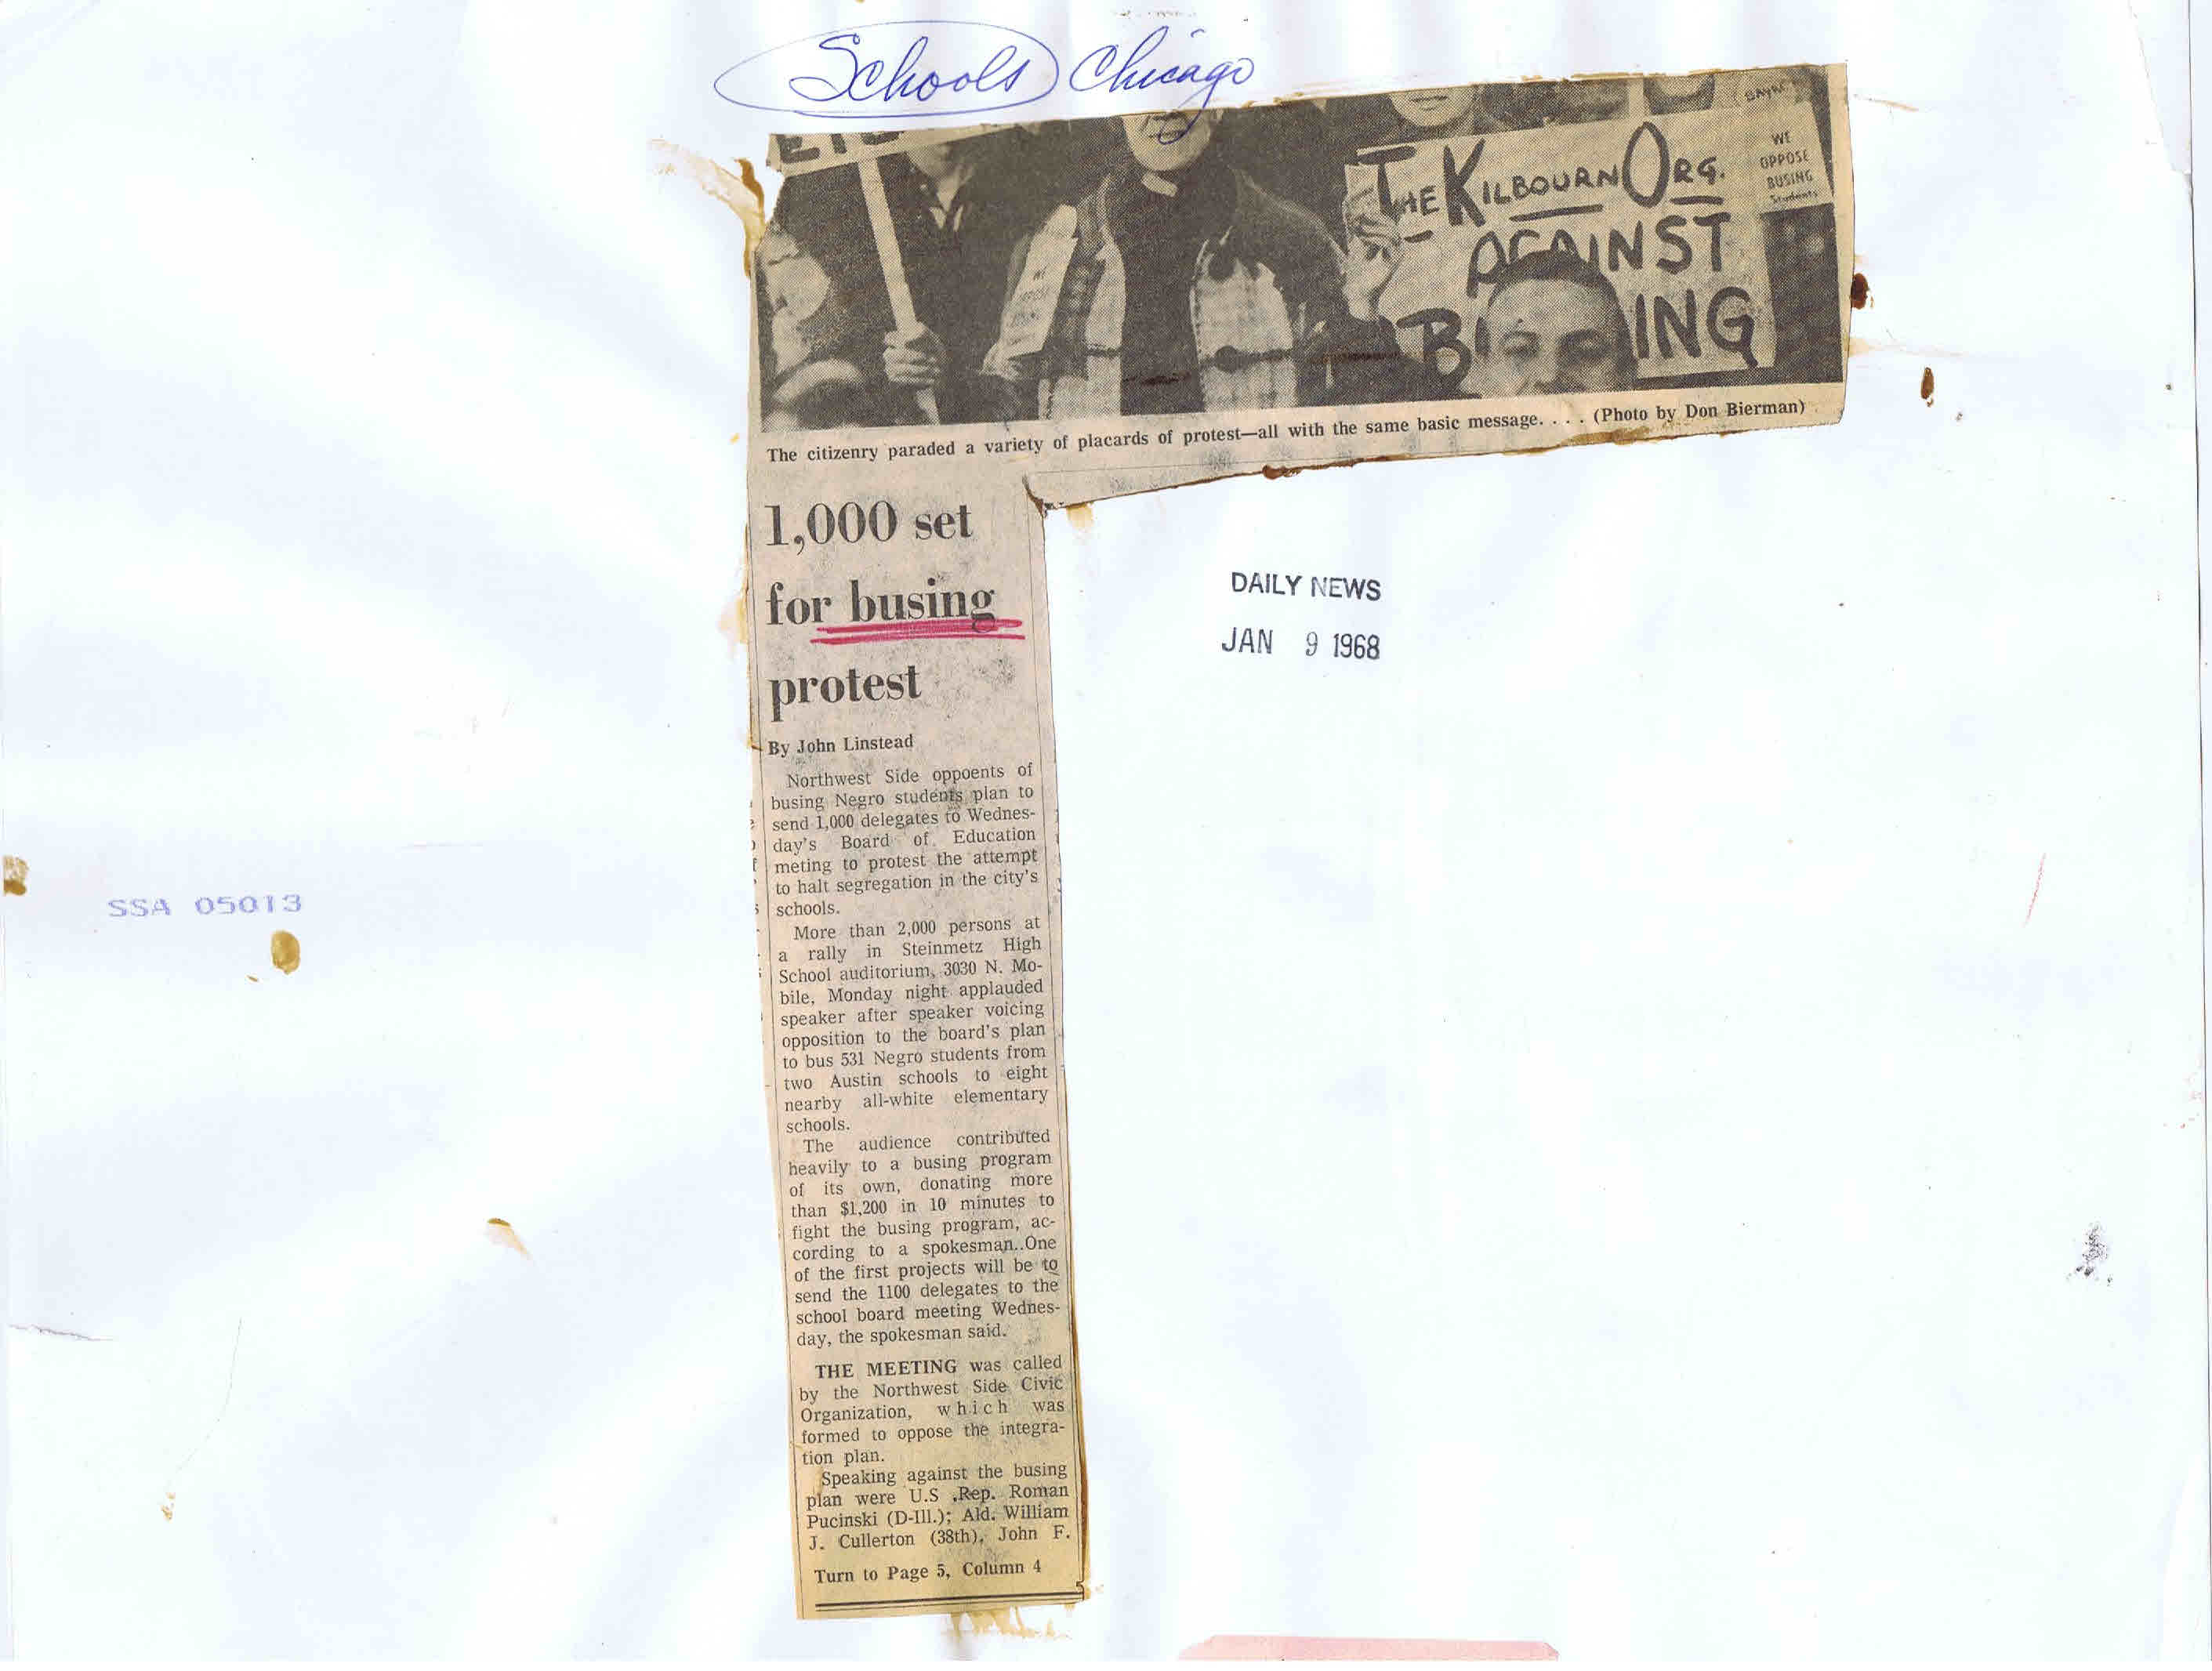 Schools Chicago
BAYN
WE
OPPOSE
BUSING
Students
THE KILBOURN ORG.
AGAINST
B ING
WE
The citizenry paraded a variety of placards of protest—all with the same basic message. . . . (Photo by Don Bierman)
1,000 set
for busing
protest
DAILY NEWS
JAN 9 1968
By John Linstead
Northwest Side oppoents of
busing Negro students plan to
send 1,000 delegates to Wednes-
day's Board of Education
meting to protest the attempt
to halt segregation in the city's
schools.
More than 2,000 persons at
a rally in Steinmetz High
School auditorium, 3030 N. Mo-
bile, Monday night applauded
speaker after speaker voicing
opposition to the board's plan
to bus 531 Negro students from
two Austin schools to eight
nearby all-white elementary
schools.
The audience contributed
heavily to a busing program
of its own, donating more
than $1,200 in 10 minutes to
fight the busing program, ac-
cording to a spokesman..One
of the first projects will be to
send the 1100 delegates to the
school board meeting Wednes-
day, the spokesman said.
THE MEETING was called
by the Northwest Side Civic
Organization, which was
formed to oppose the integra-
tion plan.
Speaking against the busing
plan were U.S ,Rep. Roman
Pucinski (D-Ill.); Ald. William
J. Cullerton (38th), John F.
Turn to Page 5, Column 4
SSA 05013